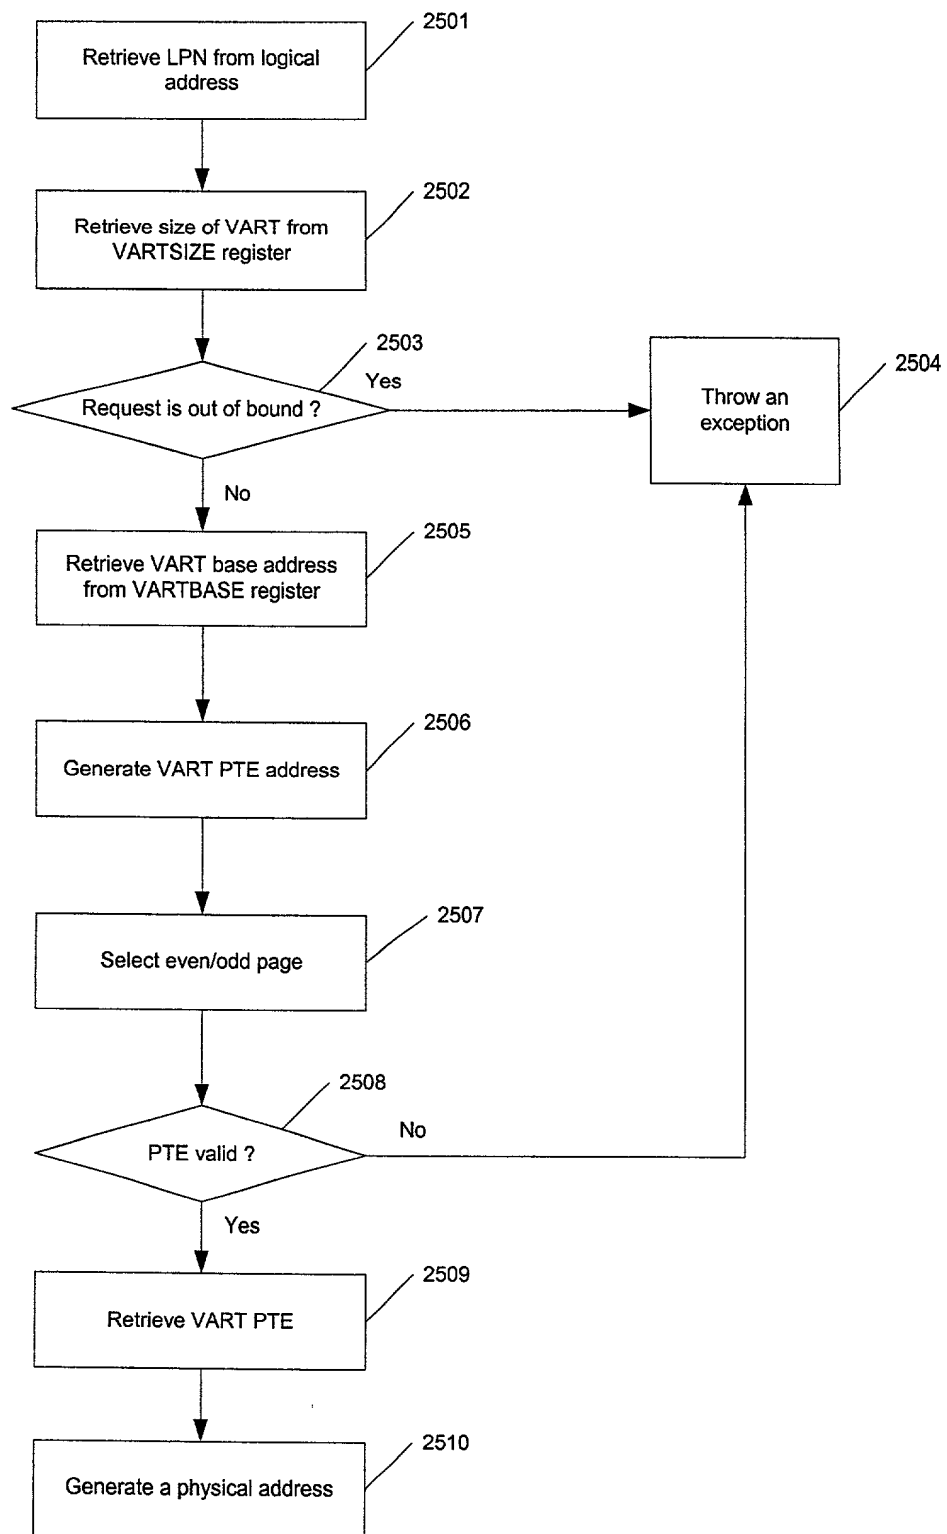 2501
Retrieve LPN from logical
address
2502
Retrieve size of VART from
VARTSIZE register
2503
Request is out of bound ?
Yes
2504
Throw an
exception
No
2505
Retrieve VART base address
from VARTBASE register
2506
Generate VART PTE address
2507
Select even/odd page
2508
PTE valid ?
No
Yes
2509
Retrieve VART PTE
2510
Generate a physical address